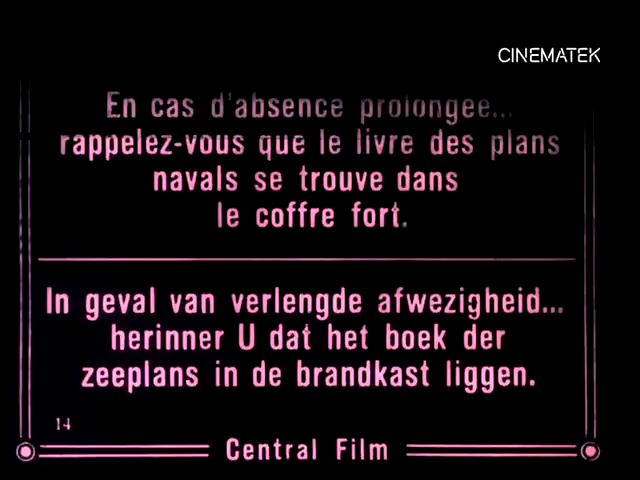 CINEMATEK
En cas d'absence prolongée...
rappelez-vous que le livre des plans
navals se trouve dans
le coffre fort.
In geval van verlengde afwezigheid...
herinner U dat het boek der
zeeplans in de brandkast liggen.
14
Central Film